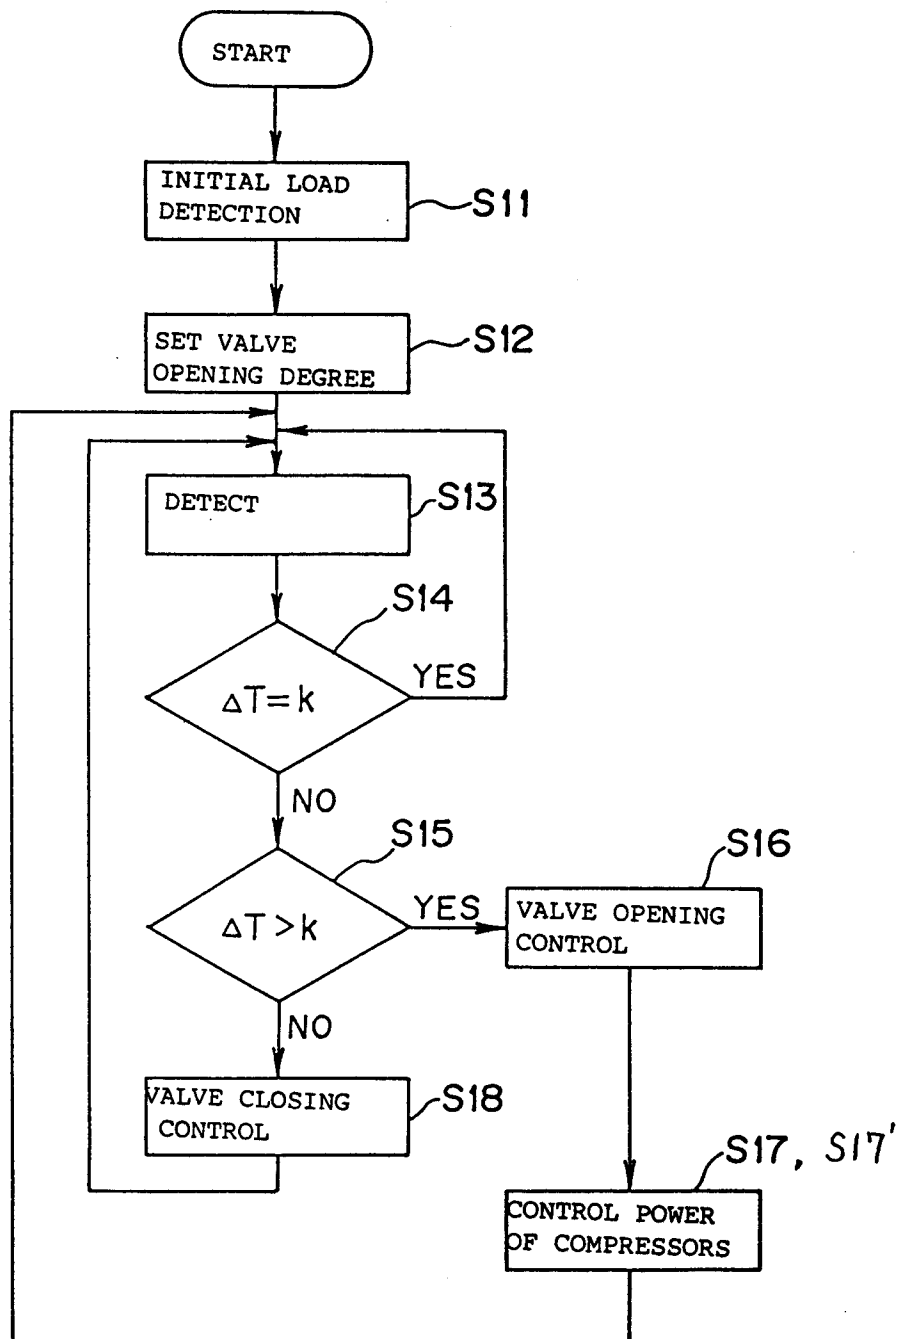 START
INITIAL LOAD
DETECTION
S11
SET VALVE
OPENING DEGREE
S12
DETECT
S13
S14
ΔT=k
YES
NO
S15
ΔT>k
YES
S16
VALVE OPENING
CONTROL
NO
VALVE CLOSING
CONTROL
S18
S17, S17'
CONTROL POWER
OF COMPRESSORS